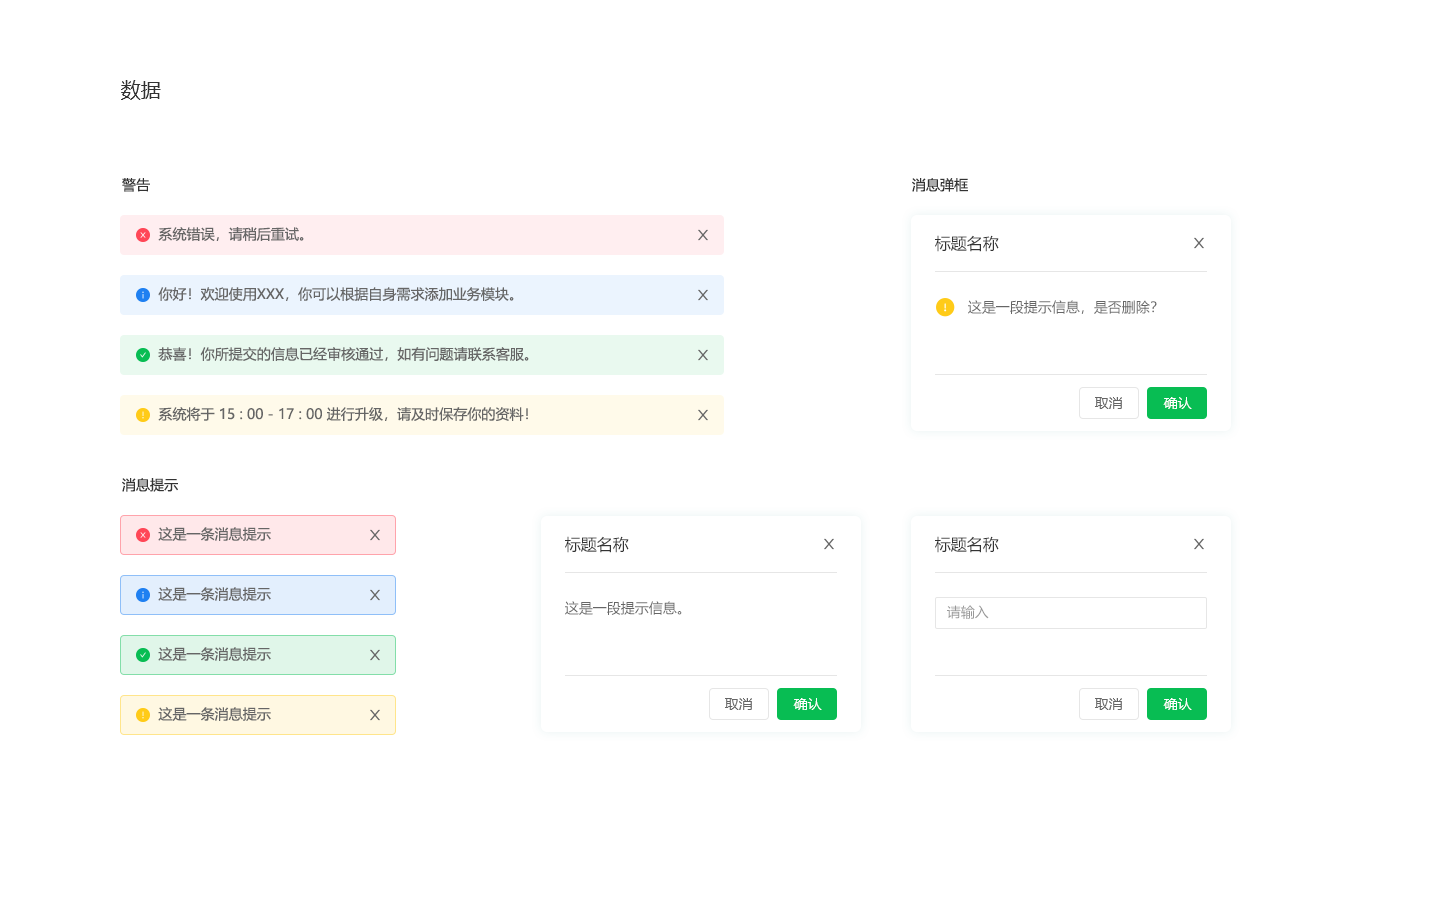 数据
警告
系统错误，请稍后重试。
你好！欢迎使用XXX，你可以根据自身需求添加业务模块。
恭喜！你所提交的信息已经审核通过，如有问题请联系客服。
系统将于 15 : 00 - 17 : 00 进行升级，请及时保存你的资料！
消息弹框
标题名称
这是一段提示信息，是否删除？
取消
确认
消息提示
这是一条消息提示
这是一条消息提示
这是一条消息提示
这是一条消息提示
标题名称
这是一段提示信息。
取消
确认
标题名称
请输入
取消
确认